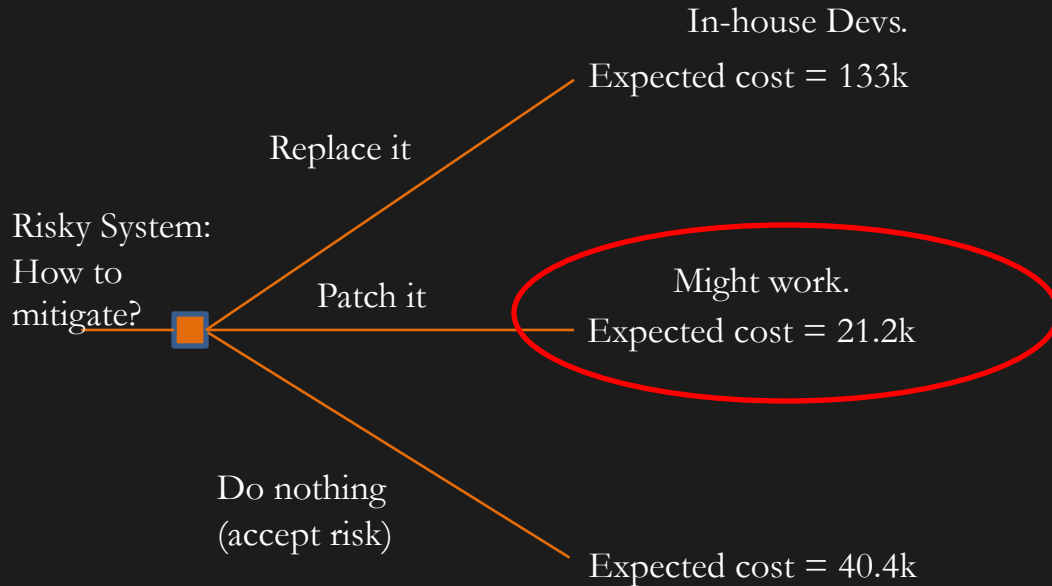 In-house Devs.
Expected cost = 133k
Replace it
Risky System:
How to
mitigate?
Patch it
Might work.
Expected cost = 21.2k
Do nothing
(accept risk)
Expected cost = 40.4k